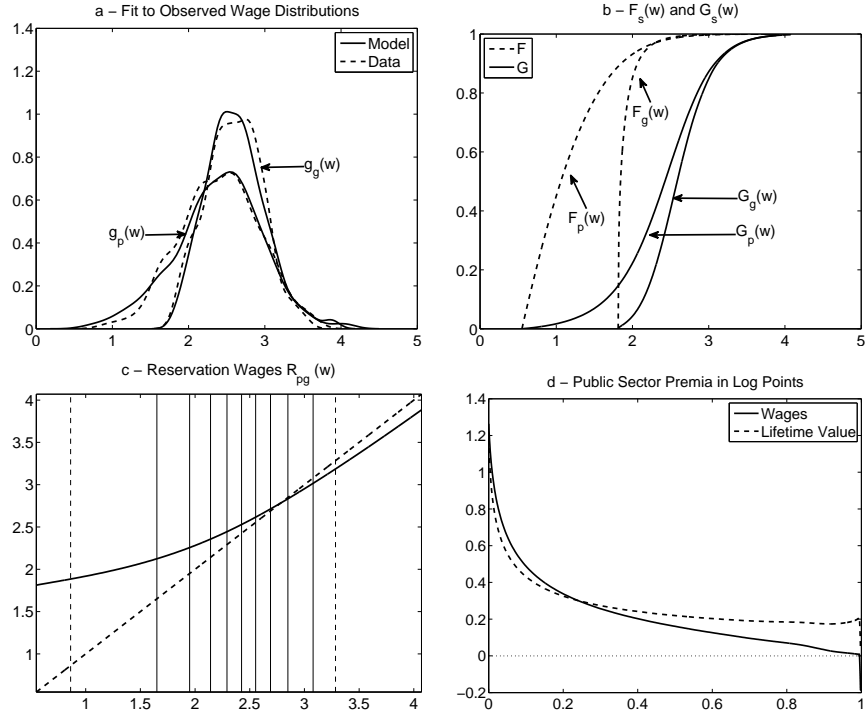 a – Fit to Observed Wage Distributions
1.4
1.2
1
0.8
0.6
0.4
0.2
0
0 1 2 3 4 5
Model
Data
g_g(w)
g_p(w)
b – F_s(w) and G_s(w)
1
0.8
0.6
0.4
0.2
0
0 1 2 3 4 5
F
G
F_g(w)
F_p(w)
G_g(w)
G_p(w)
c – Reservation Wages R_pg (w)
4
3.5
3
2.5
2
1.5
1
1 1.5 2 2.5 3 3.5 4
d – Public Sector Premia in Log Points
1.4
1.2
1
0.8
0.6
0.4
0.2
0
−0.2
0 0.2 0.4 0.6 0.8 1
Wages
Lifetime Value